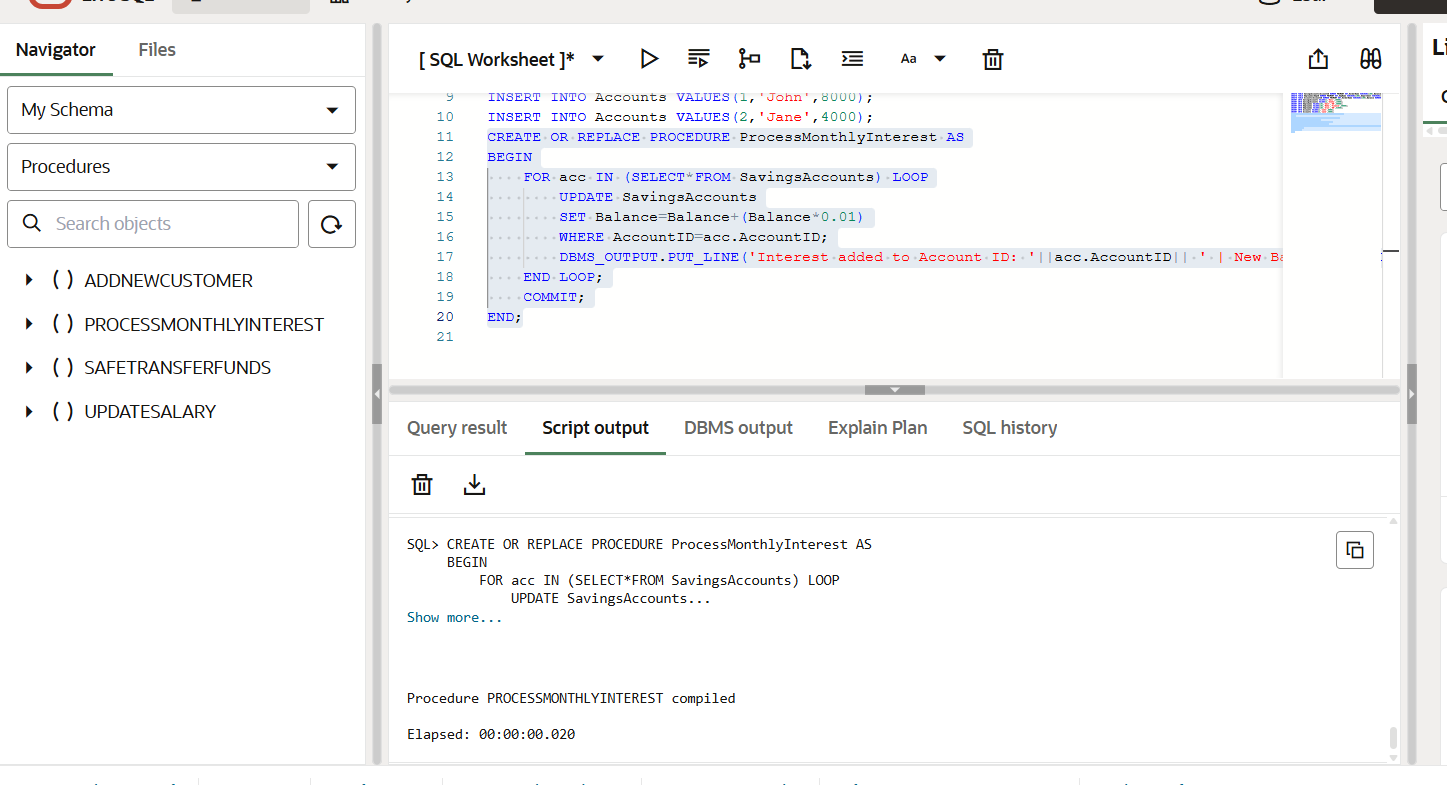 Navigator
Files
My Schema
Procedures
Search objects
( ) ADDNEWCUSTOMER
( ) PROCESSMONTHLYINTEREST
( ) SAFETRANSFERFUNDS
( ) UPDATESALARY
[ SQL Worksheet ]*
Aa
9 INSERT INTO Accounts VALUES(1,'John',8000);
10 INSERT INTO Accounts VALUES(2,'Jane',4000);
11 CREATE OR REPLACE PROCEDURE ProcessMonthlyInterest AS
12 BEGIN
13 FOR acc IN (SELECT*FROM SavingsAccounts) LOOP
14 UPDATE SavingsAccounts
15 SET Balance=Balance+(Balance*0.01)
16 WHERE AccountID=acc.AccountID;
17 DBMS_OUTPUT.PUT_LINE('Interest added to Account ID: '||acc.AccountID|| ' | New
18 END LOOP;
19 COMMIT;
20 END;
21
Query result
Script output
DBMS output
Explain Plan
SQL history
SQL> CREATE OR REPLACE PROCEDURE ProcessMonthlyInterest AS
BEGIN
FOR acc IN (SELECT*FROM SavingsAccounts) LOOP
UPDATE SavingsAccounts...
Show more...
Procedure PROCESSMONTHLYINTEREST compiled
Elapsed: 00:00:00.020